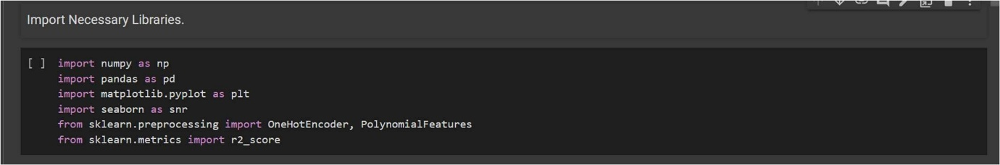 Import Necessary Libraries.
[ ] import numpy as np
import pandas as pd
import matplotlib.pyplot as plt
import seaborn as snr
from sklearn.preprocessing import OneHotEncoder, PolynomialFeatures
from sklearn.metrics import r2_score